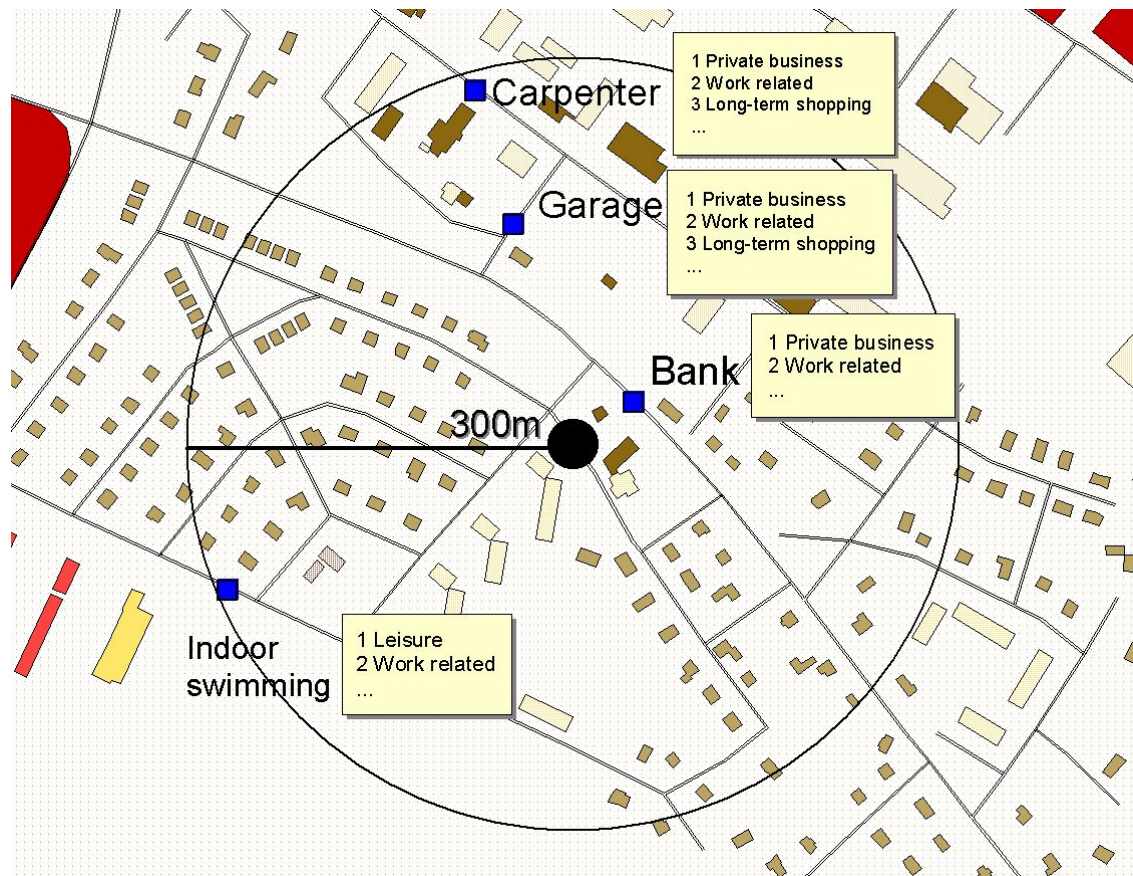 Carpenter
1 Private business
2 Work related
3 Long-term shopping
...
Garage
1 Private business
2 Work related
3 Long-term shopping
...
Bank
1 Private business
2 Work related
...
300m
Indoor
swimming
1 Leisure
2 Work related
...